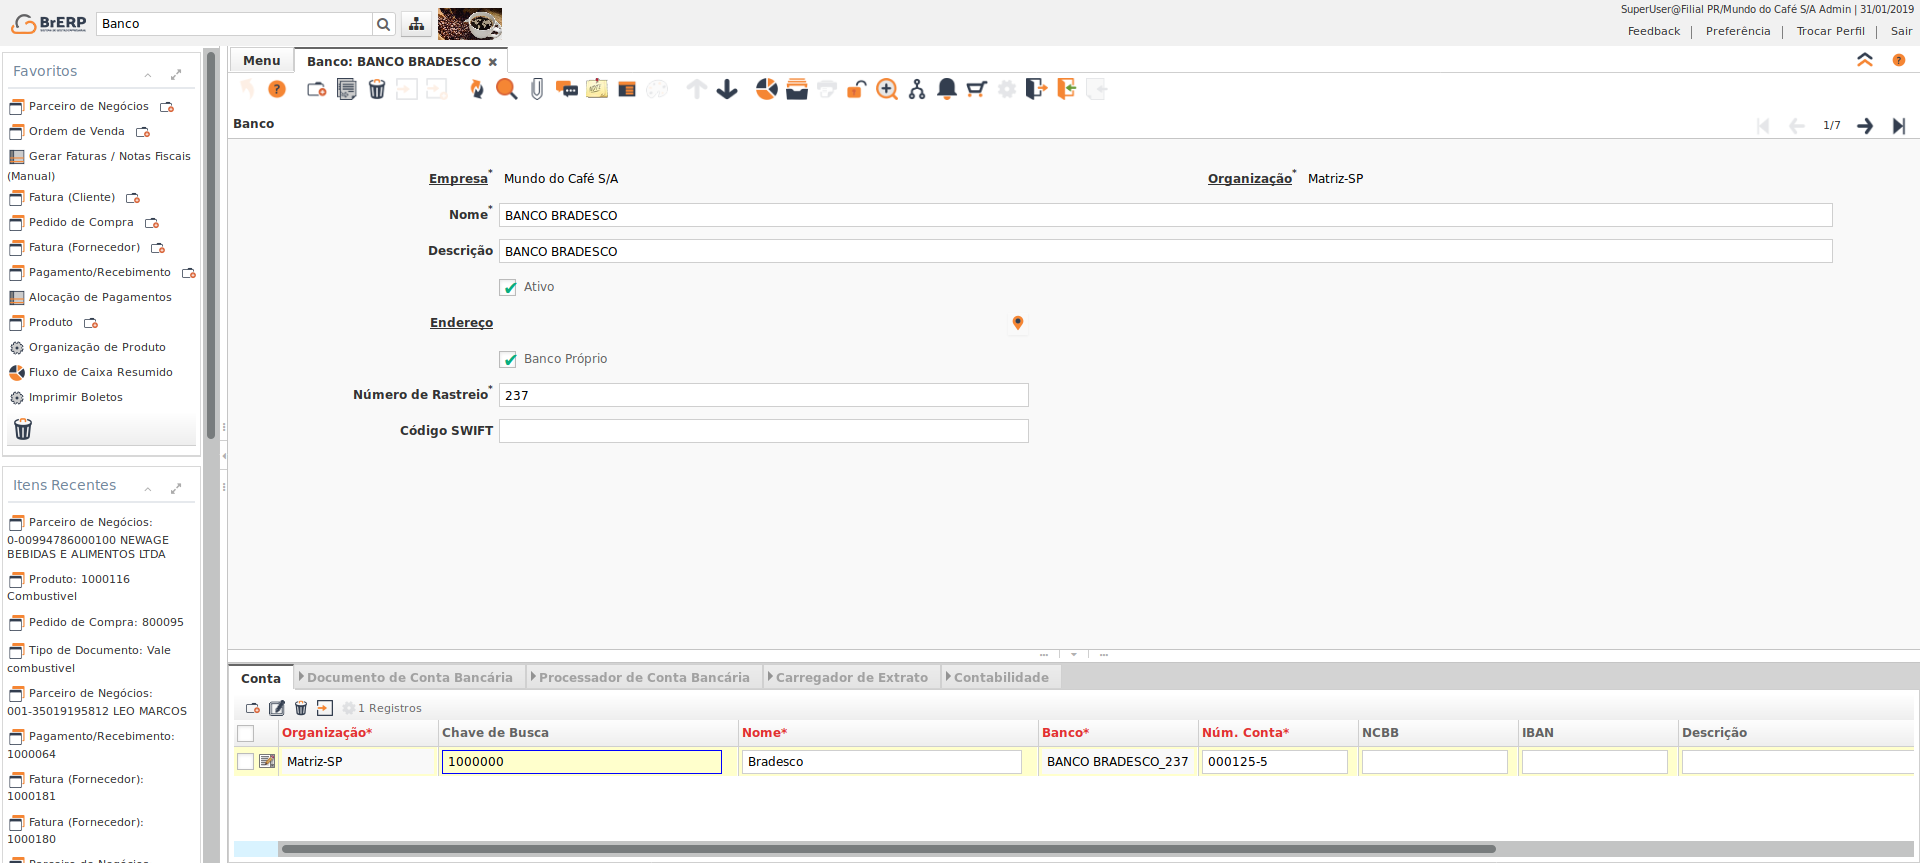 BrERP
Banco
SuperUser@Filial PR/Mundo do Café S/A Admin | 31/01/2019
Feedback | Preferência | Trocar Perfil | Sair
Favoritos
Parceiro de Negócios
Ordem de Venda
Gerar Faturas / Notas Fiscais
(Manual)
Fatura (Cliente)
Pedido de Compra
Fatura (Fornecedor)
Pagamento/Recebimento
Alocação de Pagamentos
Produto
Organização de Produto
Fluxo de Caixa Resumido
Imprimir Boletos
Itens Recentes
Parceiro de Negócios:
0-00994786000100 NEWAGE
BEBIDAS E ALIMENTOS LTDA
Produto: 1000116
Combustivel
Pedido de Compra: 800095
Tipo de Documento: Vale
combustivel
Parceiro de Negócios:
001-35019195812 LEO MARCOS
Pagamento/Recebimento:
1000064
Fatura (Fornecedor):
1000181
Fatura (Fornecedor):
1000180
Menu
Banco: BANCO BRADESCO
Banco
1/7
Empresa* Mundo do Café S/A
Organização* Matriz-SP
Nome* BANCO BRADESCO
Descrição BANCO BRADESCO
Ativo
Endereço
Banco Próprio
Número de Rastreio* 237
Código SWIFT
Conta
Documento de Conta Bancária
Processador de Conta Bancária
Carregador de Extrato
Contabilidade
1 Registros
Organização* Chave de Busca Nome* Banco* Núm. Conta* NCBB IBAN Descrição
Matriz-SP 1000000 Bradesco BANCO BRADESCO_237 000125-5